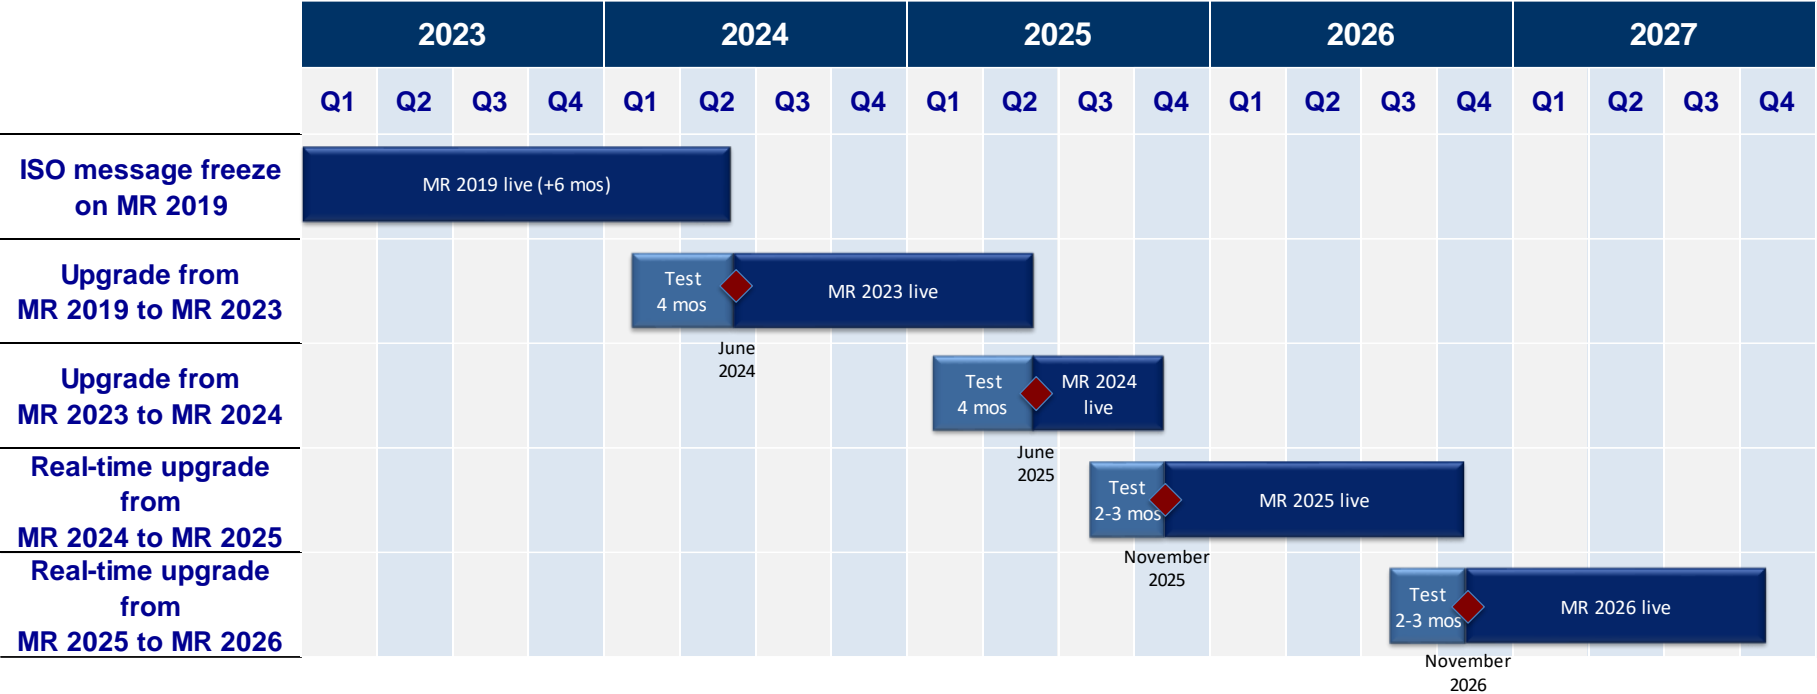 2023 2024 2025 2026 2027
Q1 Q2 Q3 Q4 Q1 Q2 Q3 Q4 Q1 Q2 Q3 Q4 Q1 Q2 Q3 Q4 Q1 Q2 Q3 Q4
ISO message freeze
on MR 2019
MR 2019 live (+6 mos)
Upgrade from
MR 2019 to MR 2023
Test
4 mos
MR 2023 live
June
2024
Upgrade from
MR 2023 to MR 2024
Test
4 mos
MR 2024
live
June
2025
Real-time upgrade
from
MR 2024 to MR 2025
Test
2-3 mos
MR 2025 live
November
2025
Real-time upgrade
from
MR 2025 to MR 2026
Test
2-3 mos
MR 2026 live
November
2026